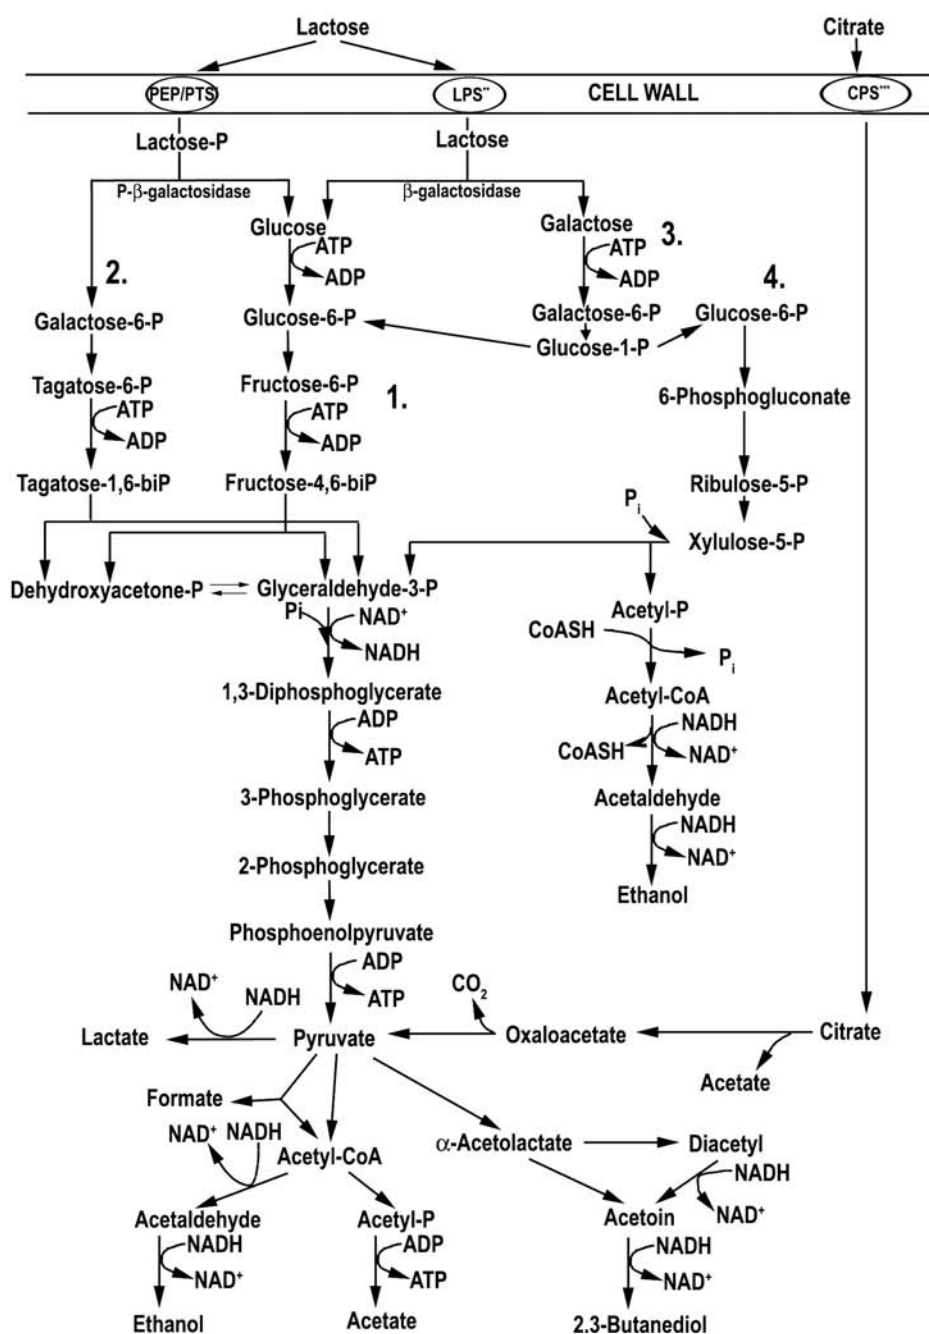 Lactose
Citrate
PEP/PTS
LPS**
CELL WALL
CPS***
Lactose-P
Lactose
P-β-galactosidase
β-galactosidase
Glucose
Galactose
3.
ATP
ATP
ADP
ADP
2.
4.
Galactose-6-P
Glucose-6-P
Galactose-6-P
Glucose-6-P
Glucose-1-P
Tagatose-6-P
Fructose-6-P
1.
6-Phosphogluconate
ATP
ATP
ADP
ADP
Tagatose-1,6-biP
Fructose-4,6-biP
Ribulose-5-P
Pi
Xylulose-5-P
Dehydroxyacetone-P
Glyceraldehyde-3-P
Pi
NAD+
Acetyl-P
CoASH
NADH
Pi
1,3-Diphosphoglycerate
Acetyl-CoA
ADP
NADH
ATP
CoASH
NAD+
3-Phosphoglycerate
Acetaldehyde
NADH
2-Phosphoglycerate
NAD+
Ethanol
Phosphoenolpyruvate
ADP
NAD+
NADH
ATP
CO2
Lactate
Pyruvate
Oxaloacetate
Citrate
Acetate
Formate
NAD+
NADH
Acetyl-CoA
α-Acetolactate
Diacetyl
NADH
Acetaldehyde
Acetyl-P
Acetoin
NAD+
NADH
ADP
NADH
NAD+
ATP
NAD+
Ethanol
Acetate
2,3-Butanediol